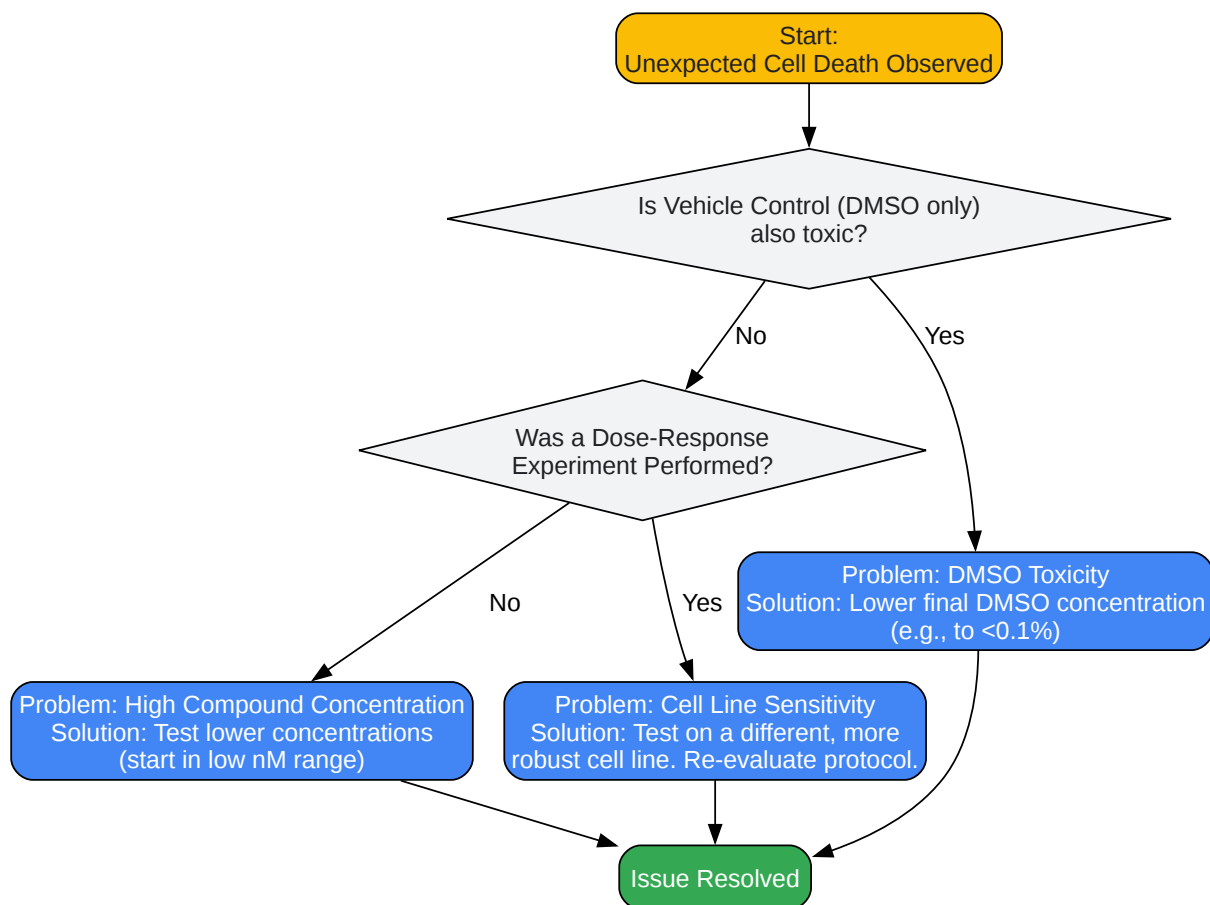 Start:
Unexpected Cell Death Observed
Is Vehicle Control (DMSO only)
also toxic?
No
Yes
Was a Dose-Response
Experiment Performed?
No
Yes
Problem: DMSO Toxicity
Solution: Lower final DMSO concentration
(e.g., to <0.1%)
Problem: High Compound Concentration
Solution: Test lower concentrations
(start in low nM range)
Problem: Cell Line Sensitivity
Solution: Test on a different, more
robust cell line. Re-evaluate protocol.
Issue Resolved